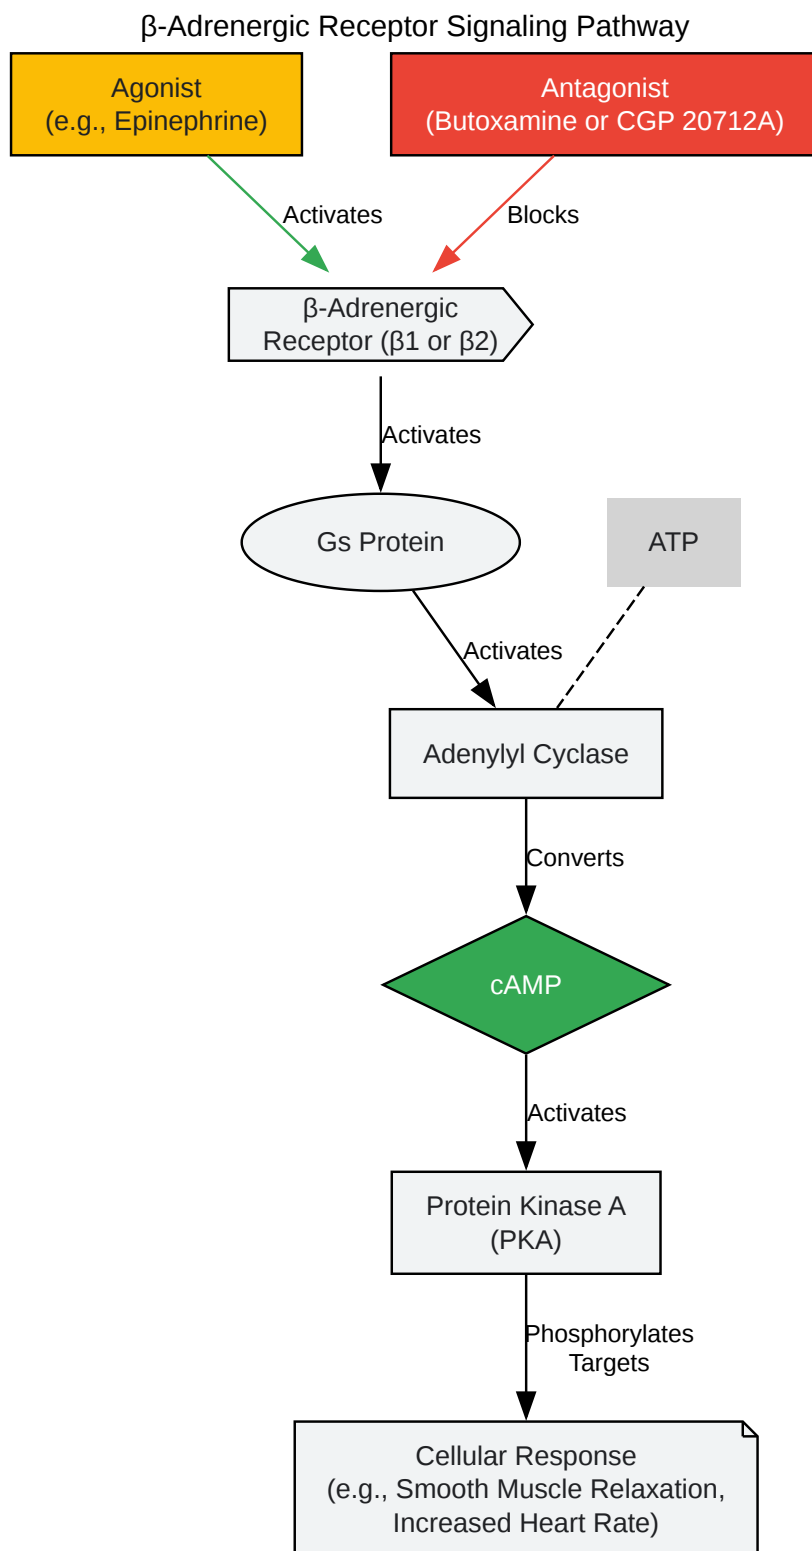 β-Adrenergic Receptor Signaling Pathway
Agonist
(e.g., Epinephrine)
Antagonist
(Butoxamine or CGP 20712A)
Activates
Blocks
β-Adrenergic
Receptor (β1 or β2)
Activates
Gs Protein
ATP
Activates
Adenylyl Cyclase
Converts
cAMP
Activates
Protein Kinase A
(PKA)
Phosphorylates
Targets
Cellular Response
(e.g., Smooth Muscle Relaxation,
Increased Heart Rate)